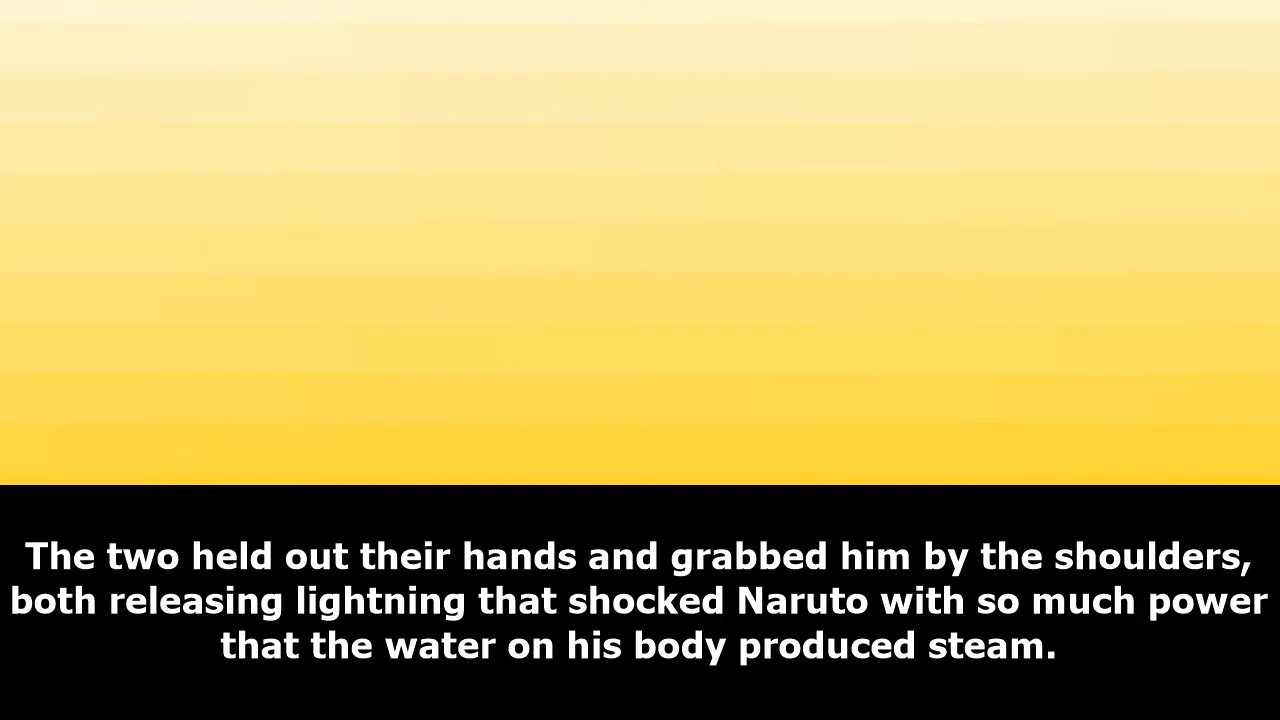 The two held out their hands and grabbed him by the shoulders,
both releasing lightning that shocked Naruto with so much power
that the water on his body produced steam.